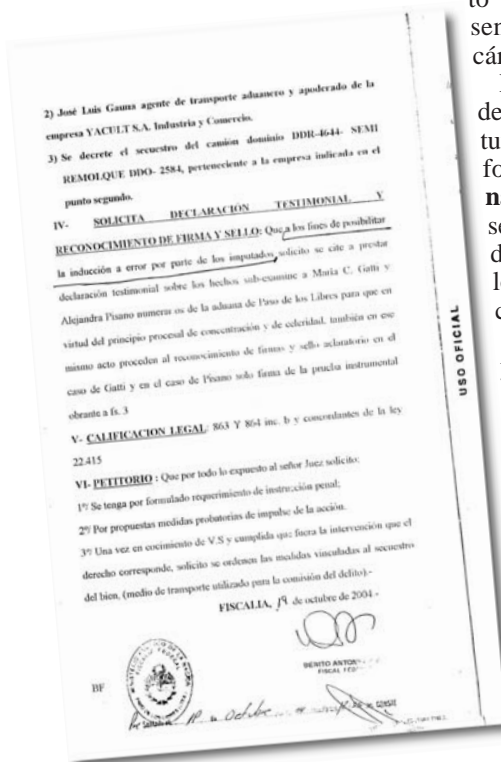 2) José Luis Gauna agente de transporte aduanero y apoderado de la
empresa YACULT S.A. Industria y Comercio.
3) Se decrete el secuestro del camión dominio DDR-4644- SEMI
REMOLQUE DDO- 2584, perteneciente a la empresa indicada en el
punto segundo.
IV- SOLICITA DECLARACIÓN TESTIMONIAL Y
RECONOCIMIENTO DE FIRMA Y SELLO: Que a los fines de posibilitar
la inducción a error por parte de los imputados, solicito se cite a prestar
declaración testimonial sobre los hechos sub-examine a Maria C. Gatti y
Alejandra Pisano numeras os de la aduana de Paso de los Libres para que en
virtud del principio procesal de concentración y de celeridad, también en ese
mismo acto proceden al reconocimiento de firmas y sello aclaratorio en el
caso de Gatti y en el caso de Pisano solo firma de la prueba instrumental
obrante a fs. 3
V- CALIFICACION LEGAL: 863 Y 864 inc. b y concordantes de la ley
22.415
VI- PETITORIO : Que por todo lo expuesto al señor Juez solicito:
1º/ Se tenga por formulado requerimiento de instrucción penal;
2º/ Por propuestas medidas probatorias de impulso de la acción.
3º/ Una vez en cocimiento de V.S y cumplida que fuera la intervención que el
derecho corresponde, solicito se ordenen las medidas vinculadas al secuestro
del bien, (medio de transporte utilizado para la comisión del delito).-
FISCALIA, 19 de octubre de 2004.-
BENITO
FISCAL
BF
Octubre
USO OFICIAL
to